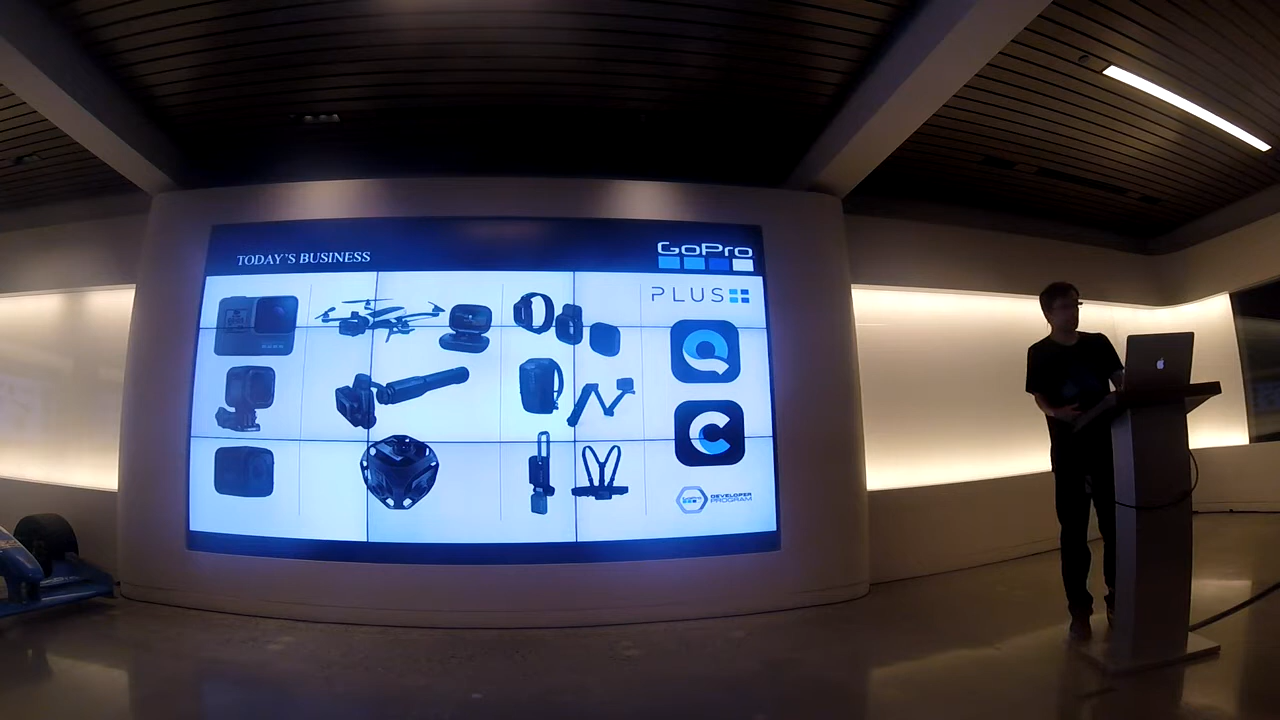 TODAY'S BUSINESS
GoPro
PLUS
DEVELOPER
PROGRAM